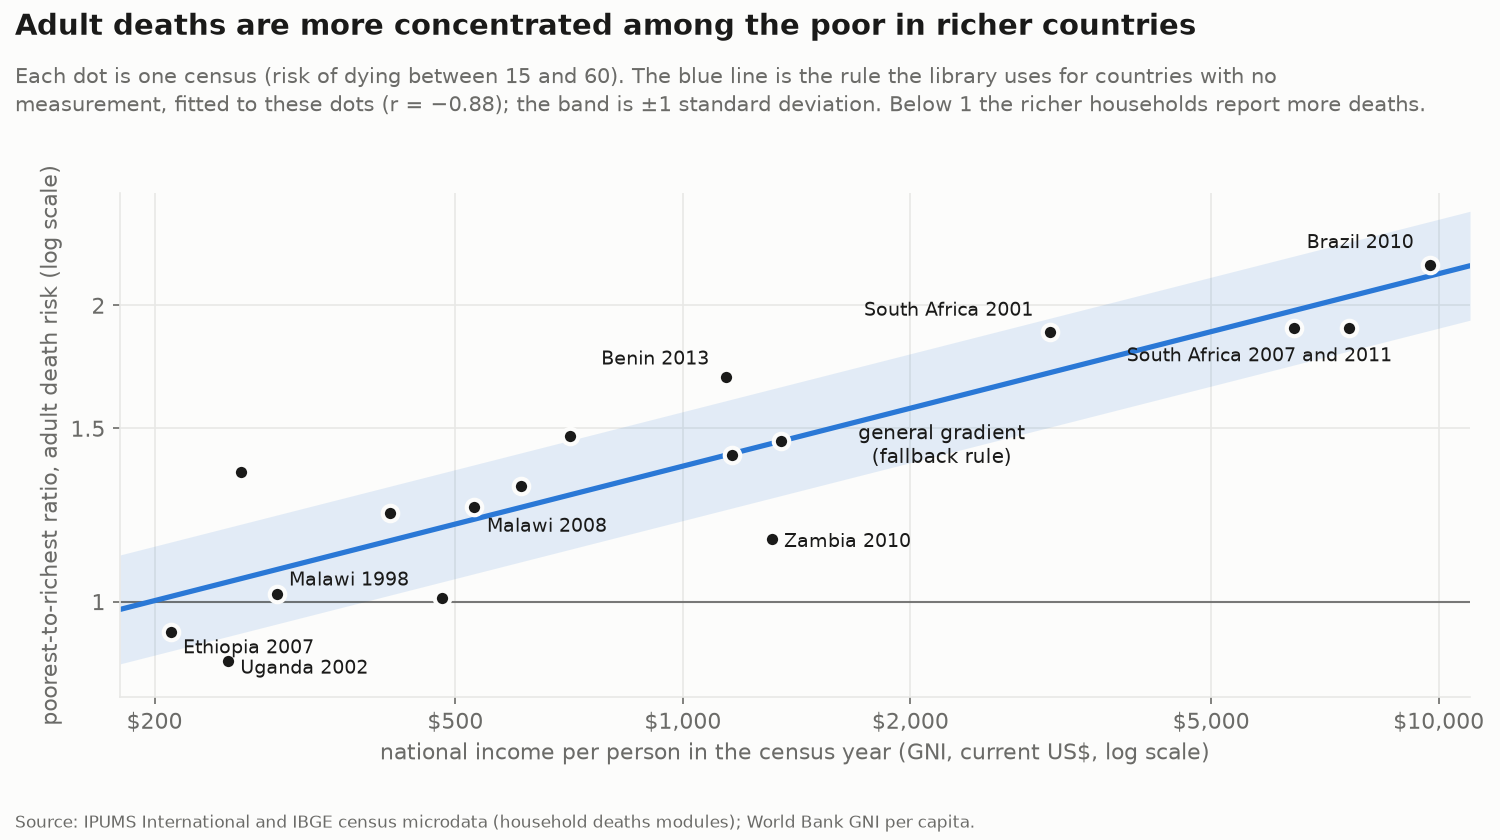 Adult deaths are more concentrated among the poor in richer countries
Each dot is one census (risk of dying between 15 and 60). The blue line is the rule the library uses for countries with no
measurement, fitted to these dots (r = −0.88); the band is ±1 standard deviation. Below 1 the richer households report more deaths.
poorest-to-richest ratio, adult death risk (log scale)
2
1.5
1
Brazil 2010
South Africa 2001
South Africa 2007 and 2011
Benin 2013
general gradient
(fallback rule)
Malawi 2008
Zambia 2010
Malawi 1998
Ethiopia 2007
Uganda 2002
$200
$500
$1,000
$2,000
$5,000
$10,000
national income per person in the census year (GNI, current US$, log scale)
Source: IPUMS International and IBGE census microdata (household deaths modules); World Bank GNI per capita.